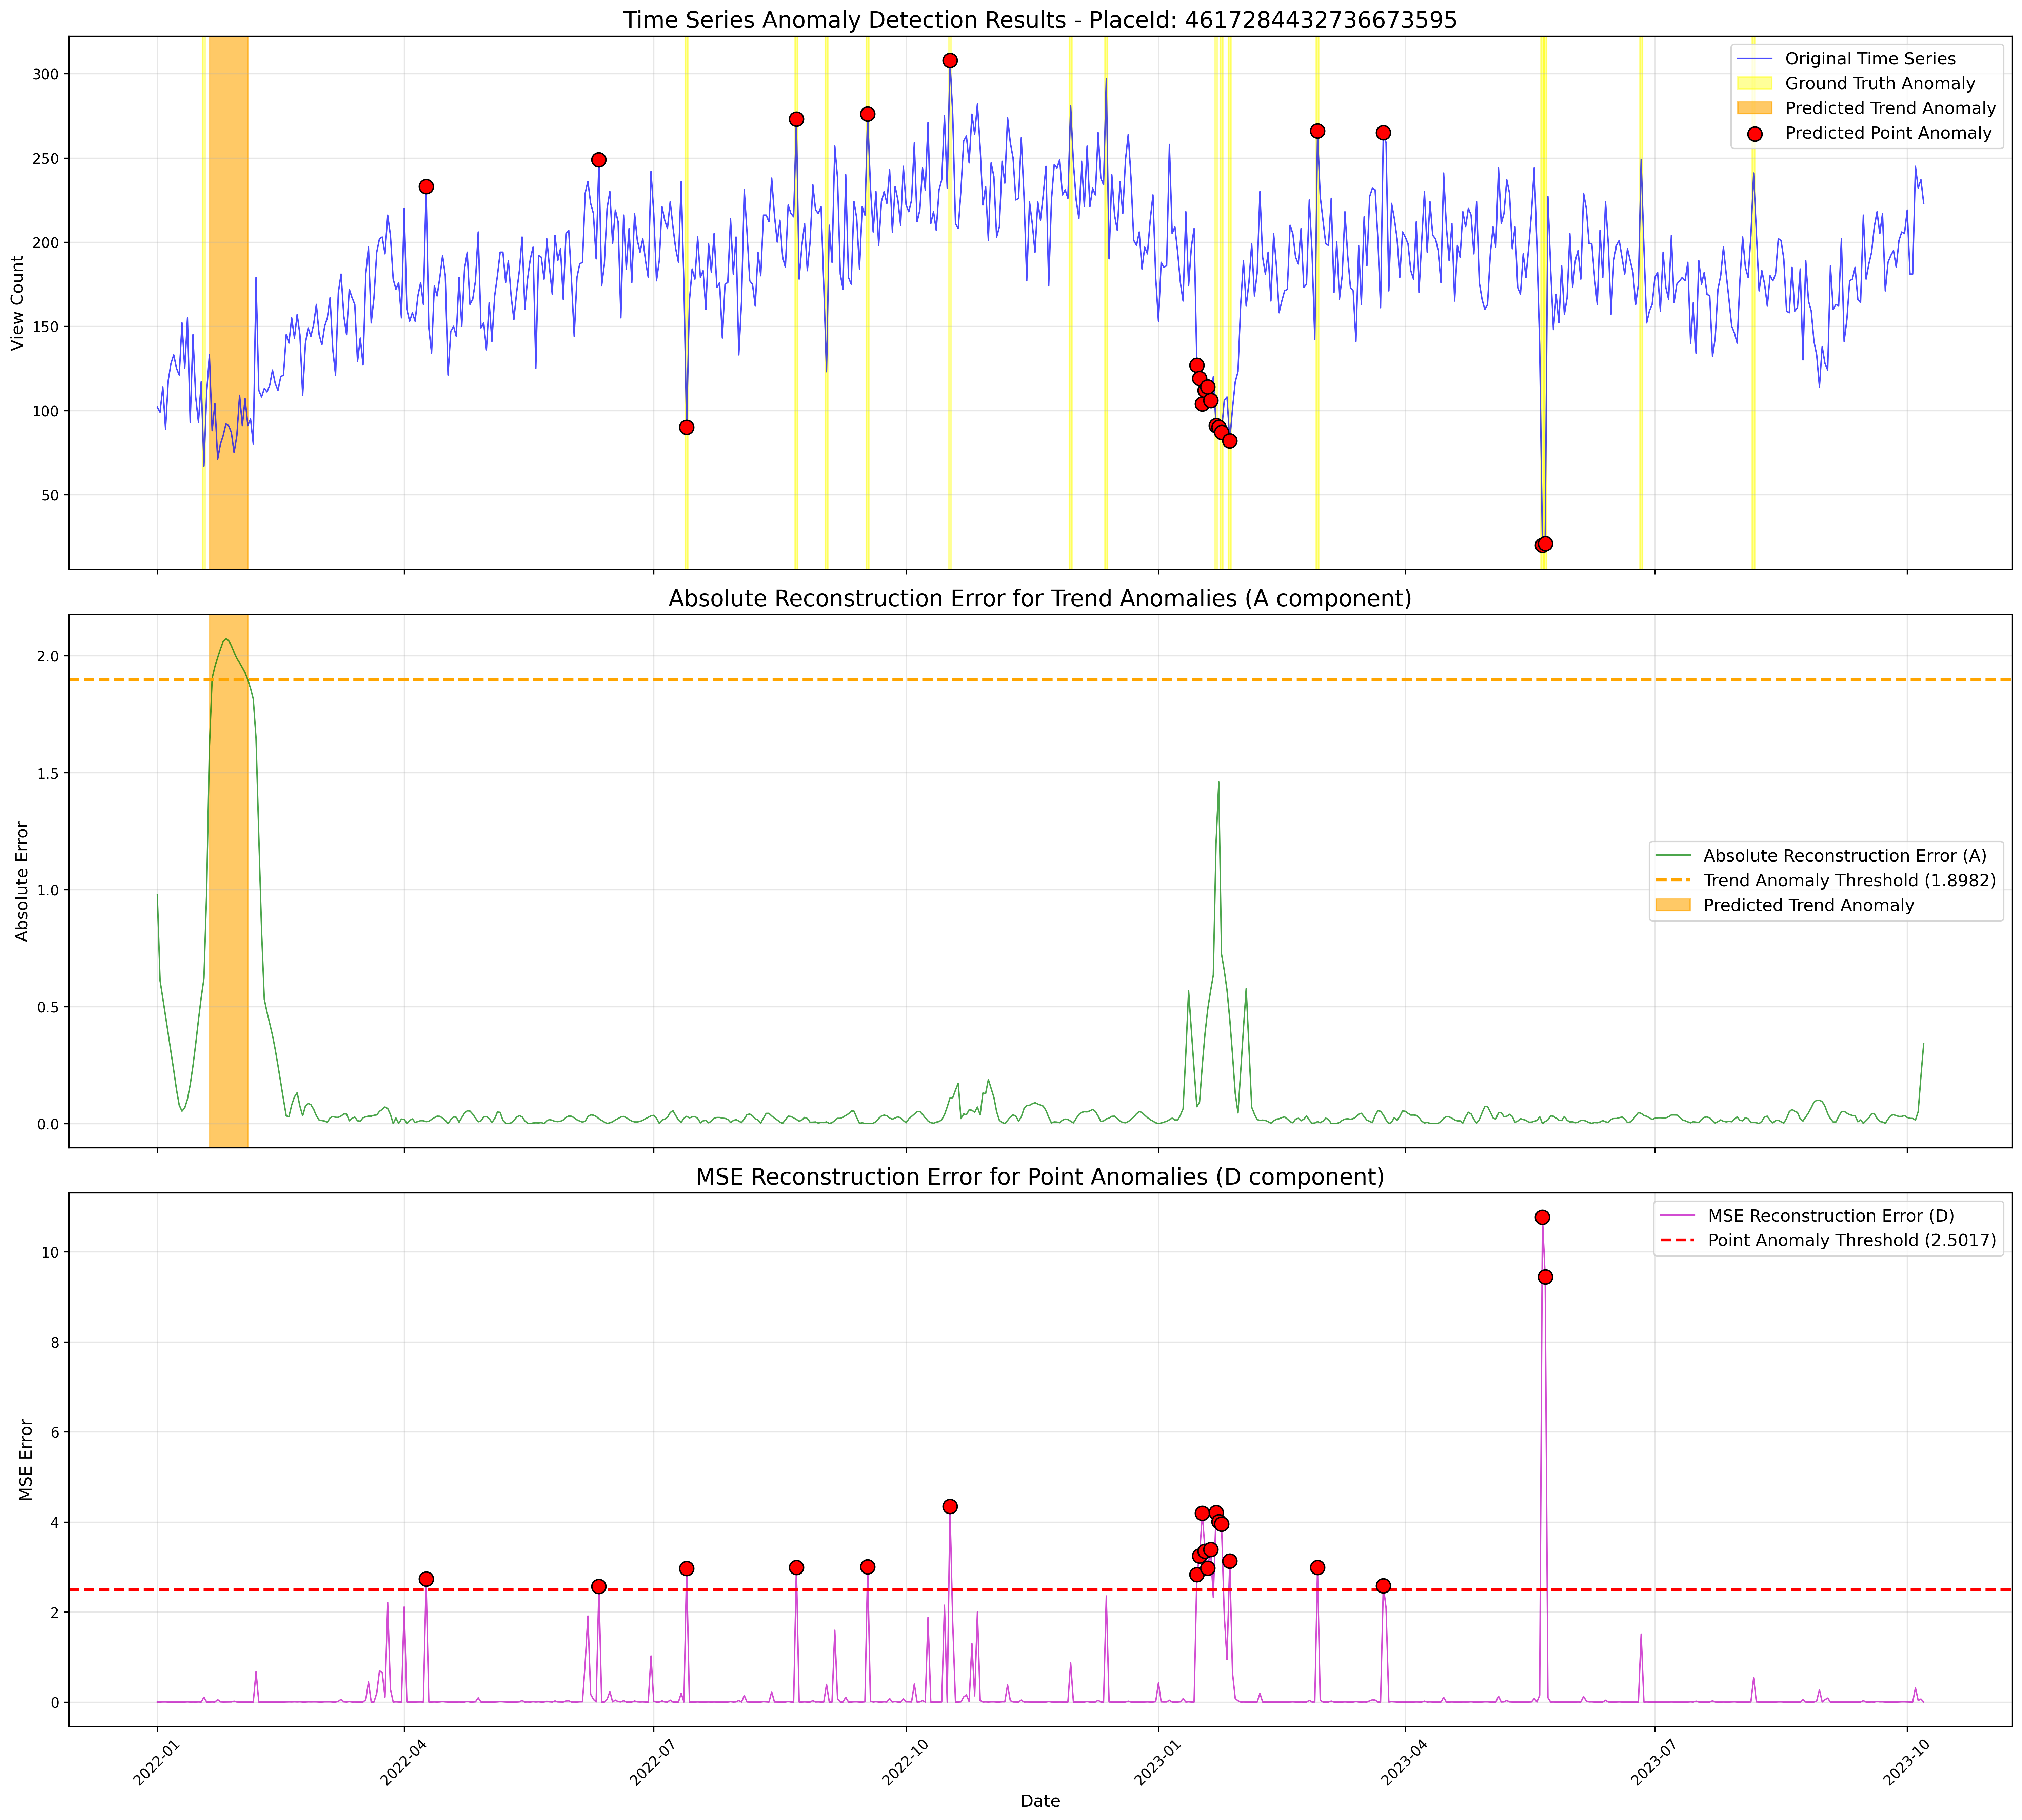 Time Series Anomaly Detection Results - PlaceId: 4617284432736673595
View Count
300
250
200
150
100
50
Original Time Series
Ground Truth Anomaly
Predicted Trend Anomaly
Predicted Point Anomaly
Absolute Reconstruction Error for Trend Anomalies (A component)
Absolute Error
2.0
1.5
1.0
0.5
0.0
Absolute Reconstruction Error (A)
Trend Anomaly Threshold (1.8982)
Predicted Trend Anomaly
MSE Reconstruction Error for Point Anomalies (D component)
MSE Error
10
8
6
4
2
0
MSE Reconstruction Error (D)
Point Anomaly Threshold (2.5017)
2022-01
2022-04
2022-07
2022-10
2023-01
2023-04
2023-07
2023-10
Date